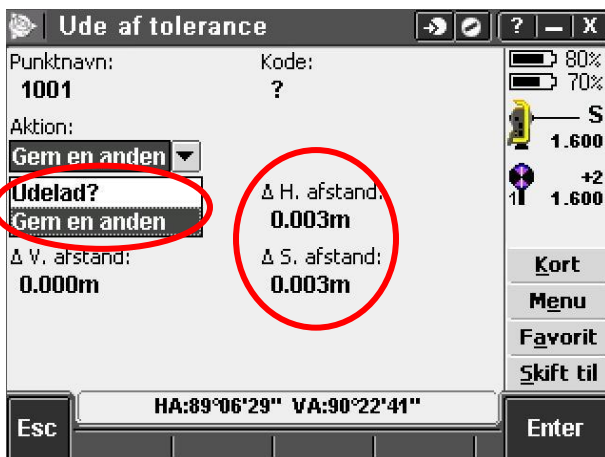 Ude af tolerance
? – X
Punktnavn:
Kode:
1001
?
Aktion:
Gem en anden
Udelad?
Gem en anden
Δ H. afstand:
0.003m
Δ V. afstand:
0.000m
Δ S. afstand:
0.003m
80%
70%
S
1.600
+2
1
1.600
Kort
Menu
Favorit
Skift til
HA:89°06'29" VA:90°22'41"
Esc
Enter